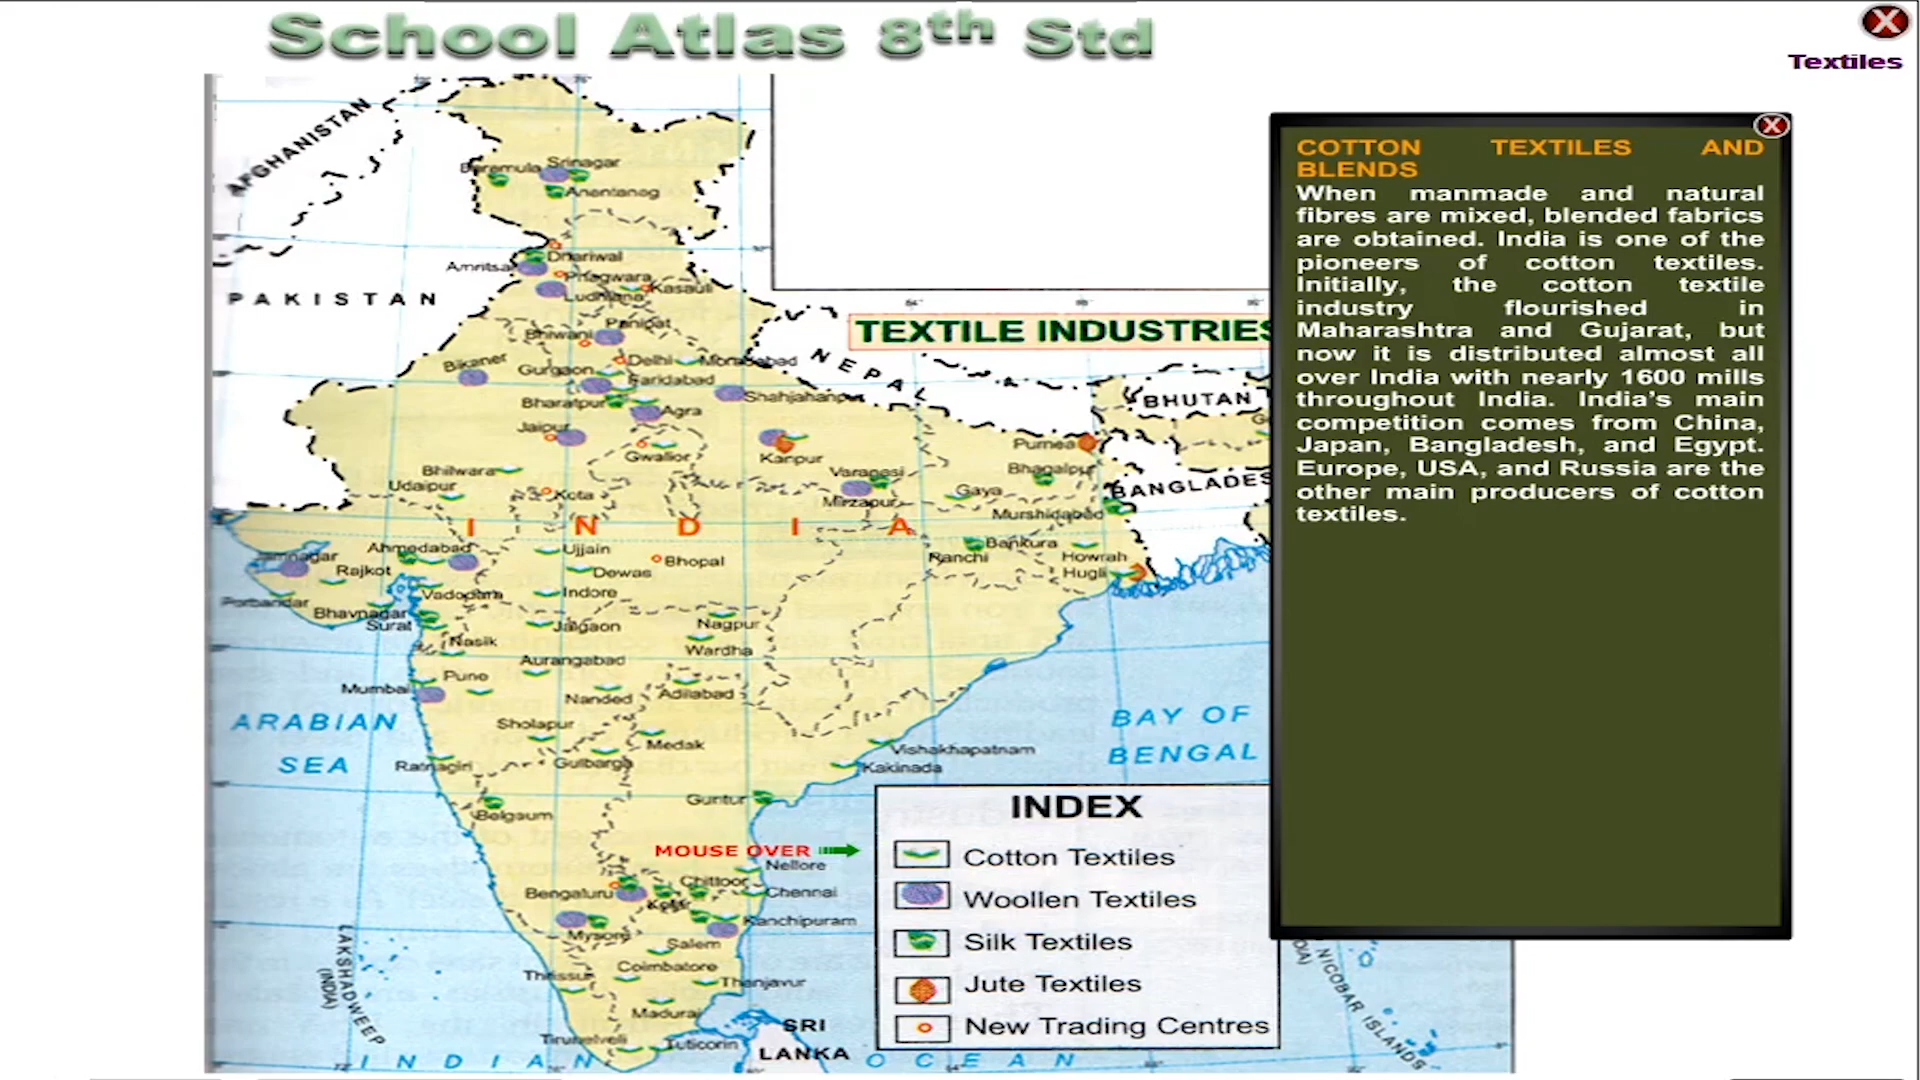 School Atlas 8th Std
Textiles
COTTON TEXTILES AND
BLENDS
When manmade and natural
fibres are mixed, blended fabrics
are obtained. India is one of the
pioneers of cotton textiles.
Initially, the cotton textile
industry flourished in
Maharashtra and Gujarat, but
now it is distributed almost all
over India with nearly 1600 mills
throughout India. India's main
competition comes from China,
Japan, Bangladesh, and Egypt.
Europe, USA, and Russia are the
other main producers of cotton
textiles.
TEXTILE INDUSTRIES
AFGHANISTAN
PAKISTAN
NEPAL
BHUTAN
BANGLADES
INDIA
Srinagar
Baremula
Anantanag
Dhariwal
Amritsa
Phagwara
Kasauli
Ludhiana
Panipat
Bhiwani
Delhi
Moradabad
Bikaner
Gurgaon
Faridabad
Shahjahanpur
Bharatpur
Agra
Jaipur
Gwalior
Kanpur
Purnea
Bhilwara
Varanasi
Bhagalpur
Udaipur
Kota
Mirzapur
Gaya
Murshidabad
Ahmedabad
Ujjain
Bhopal
Ranchi
Bankura
Howrah
Jamnagar
Rajkot
Dewas
Hugli
Porbandar
Vadodara
Indore
Bhavnagar
Surat
Jalgaon
Nagpur
Nasik
Wardha
Aurangabad
Pune
Mumbai
Nanded
Adilabad
Sholapur
Medak
Vishakhapatnam
Ratnagiri
Gulbarga
Kakinada
Guntur
Belgaum
MOUSE OVER
Nellore
Chittoor
Bengaluru
Chennai
Kolar
Kanchipuram
Mysore
Salem
Coimbatore
Thrissur
Thanjavur
Madurai
Tirunelveli
Tuticorin
ARABIAN
SEA
BAY OF
BENGAL
LAKSHADWEEP
(INDIA)
SRI
LANKA
INDIAN OCEAN
NICOBAR ISLANDS
INDEX
Cotton Textiles
Woollen Textiles
Silk Textiles
Jute Textiles
New Trading Centres